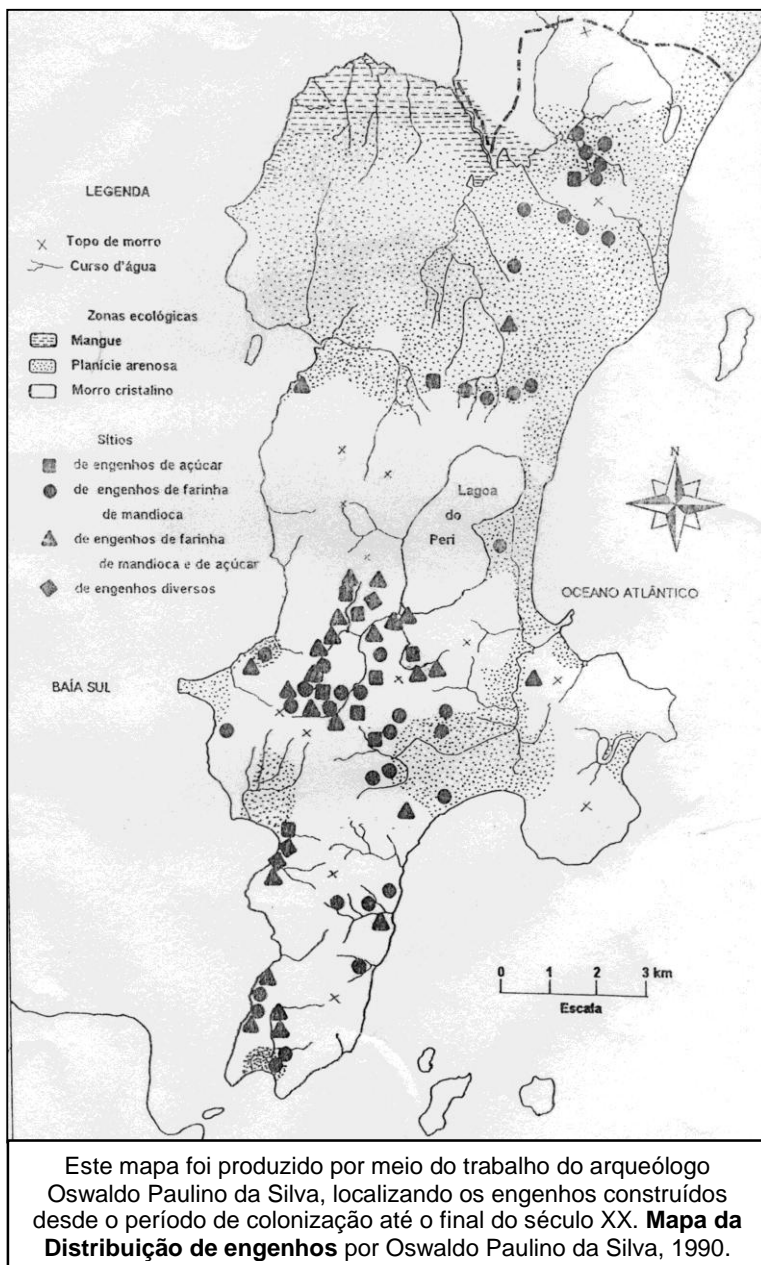 LEGENDA
Topo de morro
Curso d'água
Zonas ecológicas
Mangue
Planície arenosa
Morro cristalino
Sítios
de engenhos de açúcar
de engenhos de farinha
de mandioca
de engenhos de farinha
de mandioca e de açúcar
de engenhos diversos
Lagoa
do
Peri
N
OCEANO ATLÂNTICO
BAÍA SUL
0 1 2 3 km
Escala
Este mapa foi produzido por meio do trabalho do arqueólogo
Oswaldo Paulino da Silva, localizando os engenhos construídos
desde o período de colonização até o final do século XX. Mapa da
Distribuição de engenhos por Oswaldo Paulino da Silva, 1990.